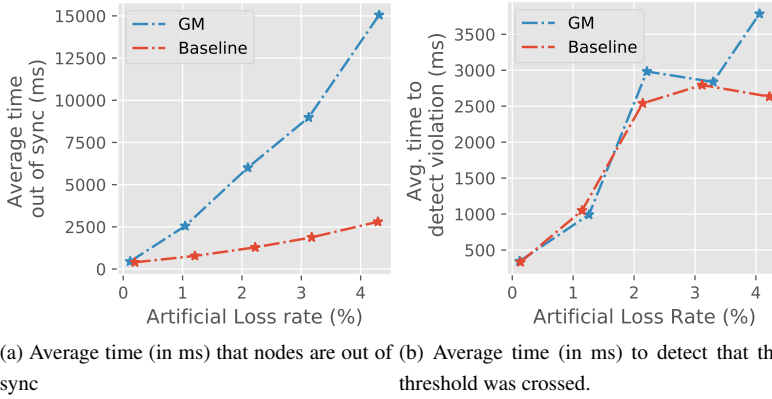 GM
Baseline
15000
12500
10000
7500
5000
2500
0
Average time
out of sync (ms)
0 1 2 3 4
Artificial Loss rate (%)
GM
Baseline
3500
3000
2500
2000
1500
1000
500
Avg. time to
detect violation (ms)
0 1 2 3 4
Artificial Loss Rate (%)
(a) Average time (in ms) that nodes are out of
sync
(b) Average time (in ms) to detect that th
threshold was crossed.